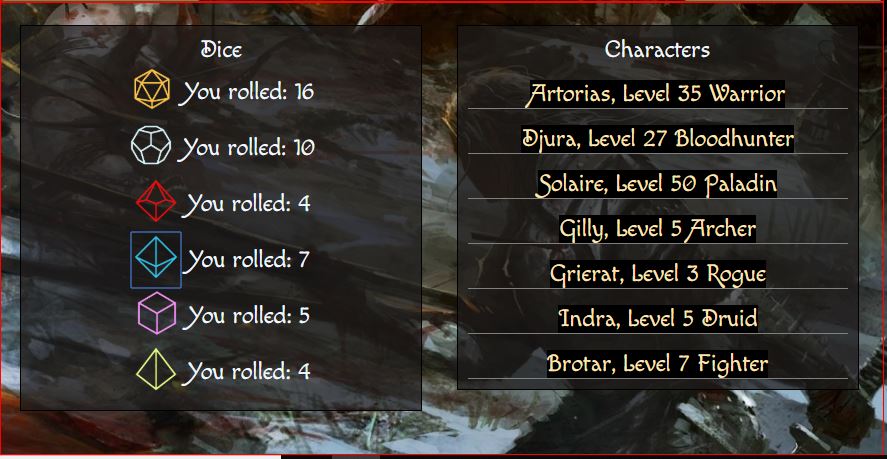 Dice
You rolled: 16
You rolled: 10
You rolled: 4
You rolled: 7
You rolled: 5
You rolled: 4
Characters
Artorias, Level 35 Warrior
Djura, Level 27 Bloodhunter
Solaire, Level 50 Paladin
Gilly, Level 5 Archer
Grierat, Level 3 Rogue
Indra, Level 5 Druid
Brotar, Level 7 Fighter